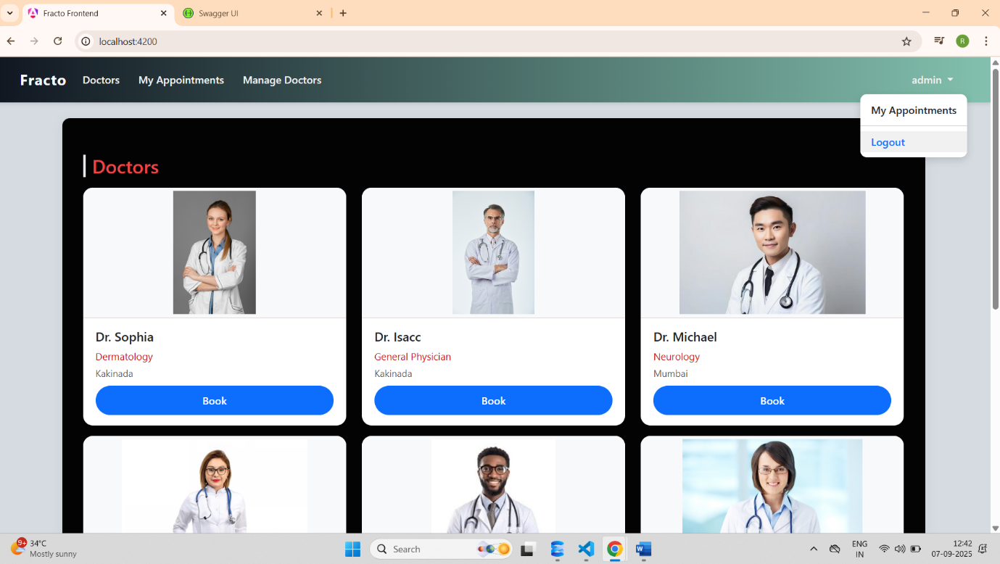 Fracto Frontend
Swagger UI
localhost:4200
R
Fracto
Doctors
My Appointments
Manage Doctors
admin
My Appointments
Logout
Doctors
Dr. Sophia
Dermatology
Kakinada
Book
Dr. Isacc
General Physician
Kakinada
Book
Dr. Michael
Neurology
Mumbai
Book
9+
34°C
Mostly sunny
Search
ENG
IN
12:42
07-09-2025